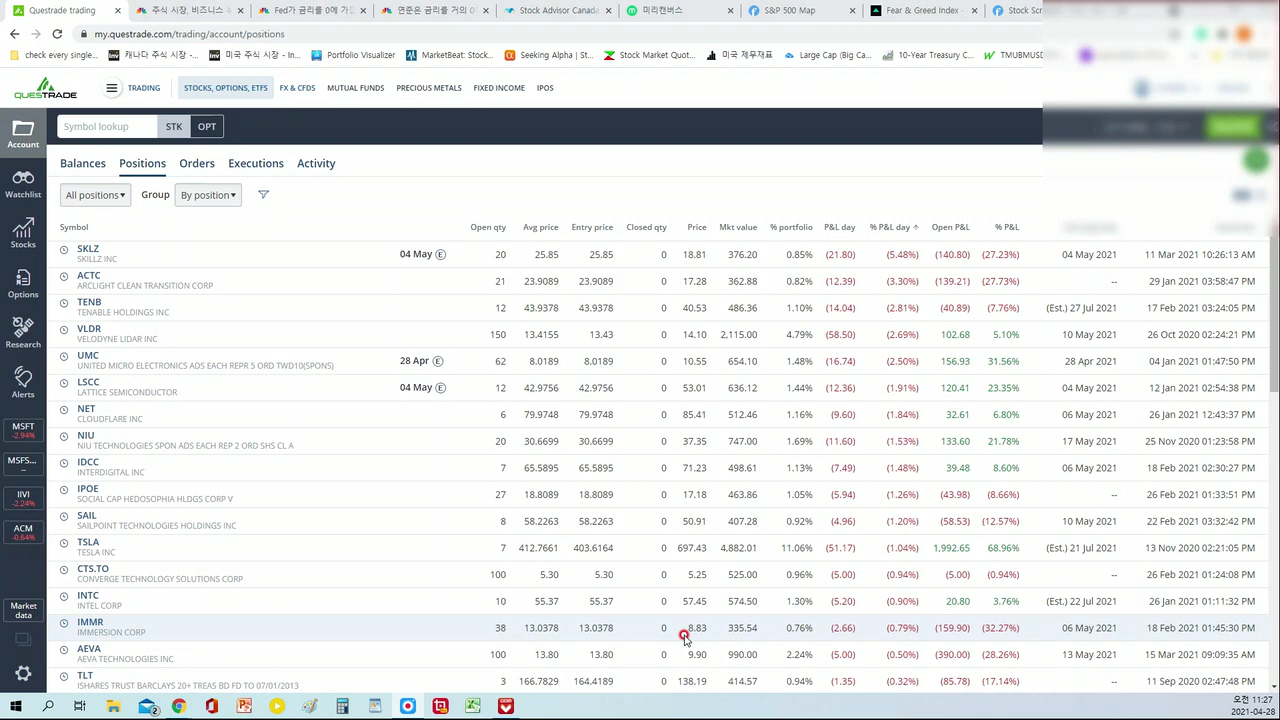 Questrade trading
주식 시장, 비즈니스 뉴
Fed가 금리를 0에 가깝
연준은 금리를 거의 0에
Stock Advisor Canada
미리캔버스
S&P 500 Map
Fear & Greed Index -
Stock Scr
my.questrade.com/trading/account/positions
check every single...
캐나다 주식 시장 - ...
미국 주식 시장 - In...
Portfolio Visualizer
MarketBeat: Stock...
Seeking Alpha | St...
Stock Market Quot...
미국 재무제표
Large Cap (Big Ca...
10-Year Treasury C...
TMUBMUSD
QUESTRADE
TRADING
STOCKS, OPTIONS, ETFS
FX & CFDS
MUTUAL FUNDS
PRECIOUS METALS
FIXED INCOME
IPOS
Account
Symbol lookup
STK
OPT
Balances
Positions
Orders
Executions
Activity
Watchlist
All positions
Group
By position
Stocks
Options
Research
Alerts
MSFT
-2.94%
MSFS...
--
IIVI
-2.24%
ACM
-0.64%
Market data
Symbol Open qty Avg price Entry price Closed qty Price Mkt value % portfolio P&L day % P&L day Open P&L % P&L
SKLZ 04 May E 20 25.85 25.85 0 18.81 376.20 0.85% (21.80) (5.48%) (140.80) (27.23%) 04 May 2021 11 Mar 2021 10:26:13 AM
SKILLZ INC
ACTC 21 23.9089 23.9089 0 17.28 362.88 0.82% (12.39) (3.30%) (139.21) (27.73%) -- 29 Jan 2021 03:58:47 PM
ARCLIGHT CLEAN TRANSITION CORP
TENB 12 43.9378 43.9378 0 40.53 486.36 1.10% (14.04) (2.81%) (40.89) (7.76%) (Est.) 27 Jul 2021 17 Feb 2021 03:24:05 PM
TENABLE HOLDINGS INC
VLDR 150 13.4155 13.43 0 14.10 2,115.00 4.79% (58.50) (2.69%) 102.68 5.10% 10 May 2021 26 Oct 2020 02:24:21 PM
VELODYNE LIDAR INC
UMC 28 Apr E 62 8.0189 8.0189 0 10.55 654.10 1.48% (16.74) (2.50%) 156.93 31.56% 28 Apr 2021 04 Jan 2021 01:47:50 PM
UNITED MICRO ELECTRONICS ADS EACH REPR 5 ORD TWD10(SPONS)
LSCC 04 May E 12 42.9756 42.9756 0 53.01 636.12 1.44% (12.36) (1.91%) 120.41 23.35% 04 May 2021 12 Jan 2021 02:54:38 PM
LATTICE SEMICONDUCTOR
NET 6 79.9748 79.9748 0 85.41 512.46 1.16% (9.60) (1.84%) 32.61 6.80% 06 May 2021 26 Jan 2021 12:43:37 PM
CLOUDFLARE INC
NIU 20 30.6699 30.6699 0 37.35 747.00 1.69% (11.60) (1.53%) 133.60 21.78% 17 May 2021 25 Nov 2020 01:23:58 PM
NIU TECHNOLOGIES SPON ADS EACH REP 2 ORD SHS CL A
IDCC 7 65.5895 65.5895 0 71.23 498.61 1.13% (7.49) (1.48%) 39.48 8.60% 06 May 2021 18 Feb 2021 02:30:27 PM
INTERDIGITAL INC
IPOE 27 18.8089 18.8089 0 17.18 463.86 1.05% (5.94) (1.26%) (43.98) (8.66%) -- 26 Feb 2021 01:33:51 PM
SOCIAL CAP HEDOSOPHIA HLDGS CORP V
SAIL 8 58.2263 58.2263 0 50.91 407.28 0.92% (4.96) (1.20%) (58.53) (12.57%) 10 May 2021 22 Feb 2021 03:32:42 PM
SAILPOINT TECHNOLOGIES HOLDINGS INC
TSLA 7 412.7661 403.6164 0 697.43 4,882.01 11.06% (51.17) (1.04%) 1,992.65 68.96% (Est.) 21 Jul 2021 13 Nov 2020 02:21:05 PM
TESLA INC
CTS.TO 100 5.30 5.30 0 5.25 525.00 0.96% (5.00) (0.94%) (5.00) (0.94%) -- 26 Feb 2021 01:24:08 PM
CONVERGE TECHNOLOGY SOLUTIONS CORP
INTC 10 55.37 55.37 0 57.45 574.50 1.30% (5.20) (0.90%) 20.80 3.76% (Est.) 22 Jul 2021 26 Jan 2021 01:11:32 PM
INTEL CORP
IMMR 38 13.0378 13.0378 0 8.83 335.54 0.76% (2.66) (0.79%) (159.90) (32.27%) 06 May 2021 18 Feb 2021 01:45:30 PM
IMMERSION CORP
AEVA 100 13.80 13.80 0 9.90 990.00 2.24% (5.00) (0.50%) (390.00) (28.26%) 13 May 2021 15 Mar 2021 09:09:35 AM
AEVA TECHNOLOGIES INC
TLT 3 166.7829 164.4189 0 138.19 414.57 0.94% (1.35) (0.32%) (85.78) (17.14%) -- 11 Sep 2020 02:47:48 PM
ISHARES TRUST BARCLAYS 20+ TREAS BD FD TO 07/01/2013
오전 11:27
2021-04-28